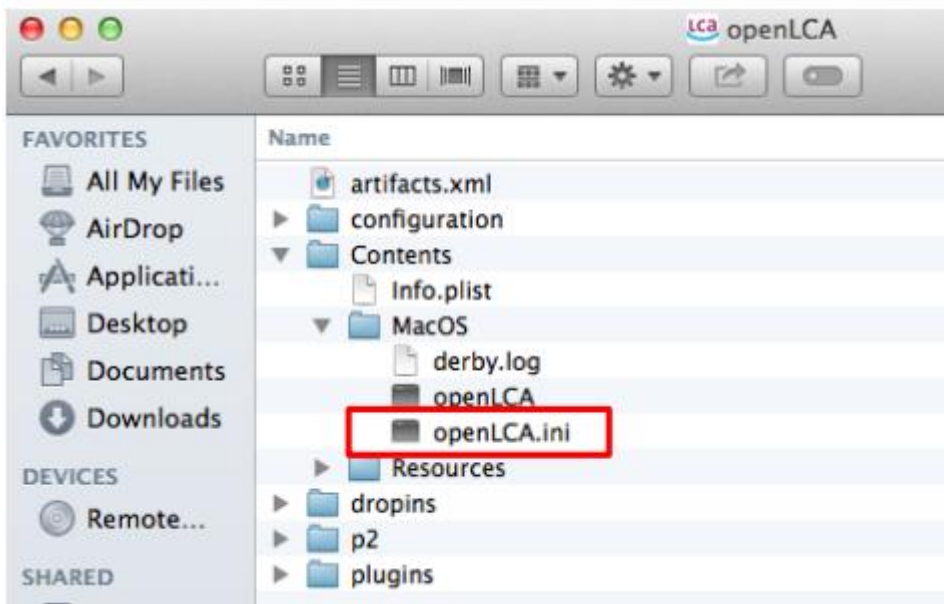 lca openLCA
FAVORITES
All My Files
AirDrop
Applicati...
Desktop
Documents
Downloads
DEVICES
Remote...
SHARED
Name
artifacts.xml
configuration
Contents
Info.plist
MacOS
derby.log
openLCA
openLCA.ini
Resources
dropins
p2
plugins